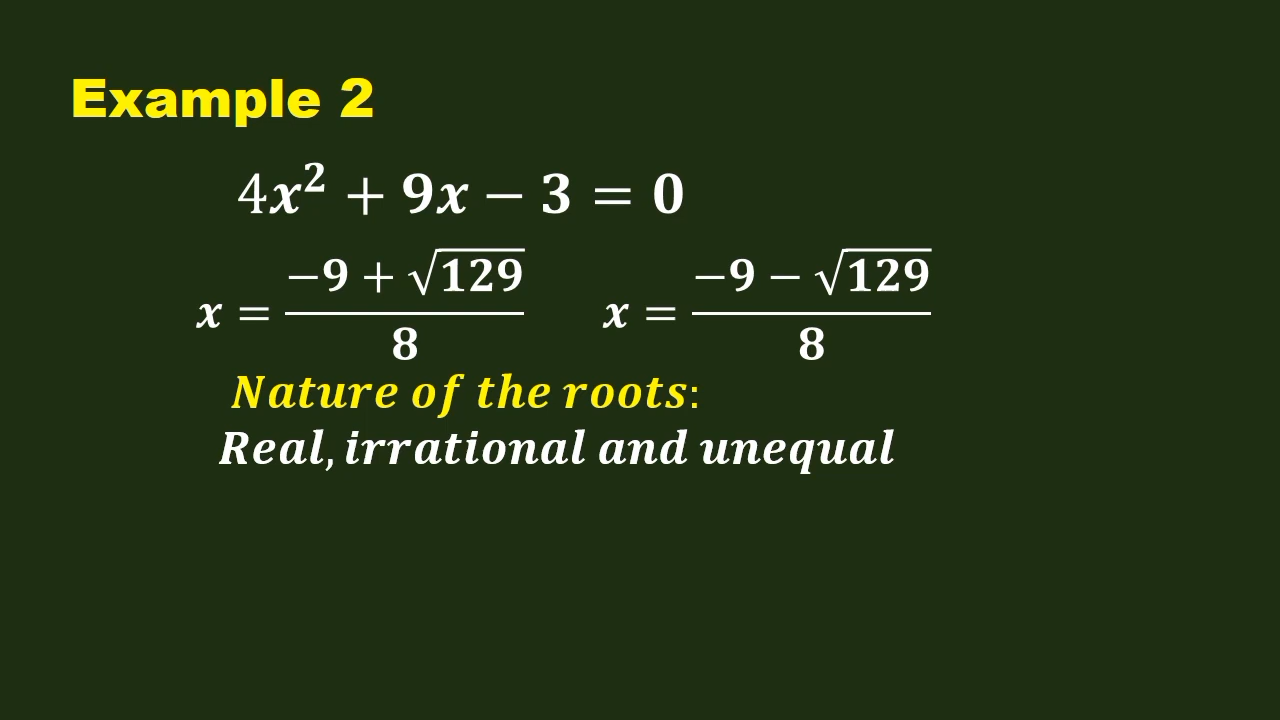 Example 2
4x² + 9x − 3 = 0
x = (−9 + √129)/8    x = (−9 − √129)/8
Nature of the roots:
Real, irrational and unequal